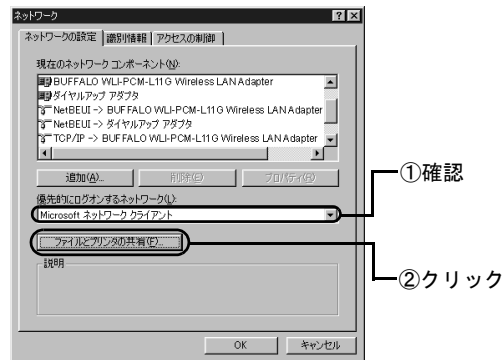 ネットワーク
ネットワークの設定 識別情報 アクセスの制御
現在のネットワーク コンポーネント(N):
BUFFALO WLI-PCM-L11G Wireless LAN Adapter
ダイヤルアップ アダプタ
NetBEUI -> BUFFALO WLI-PCM-L11G Wireless LAN Adapter
NetBEUI -> ダイヤルアップ アダプタ
TCP/IP -> BUFFALO WLI-PCM-L11G Wireless LAN Adapter
追加(A)... 削除(E) プロパティ(R)
優先的にログオンするネットワーク(L):
Microsoft ネットワーク クライアント
①確認
ファイルとプリンタの共有(F)...
②クリック
説明
OK キャンセル